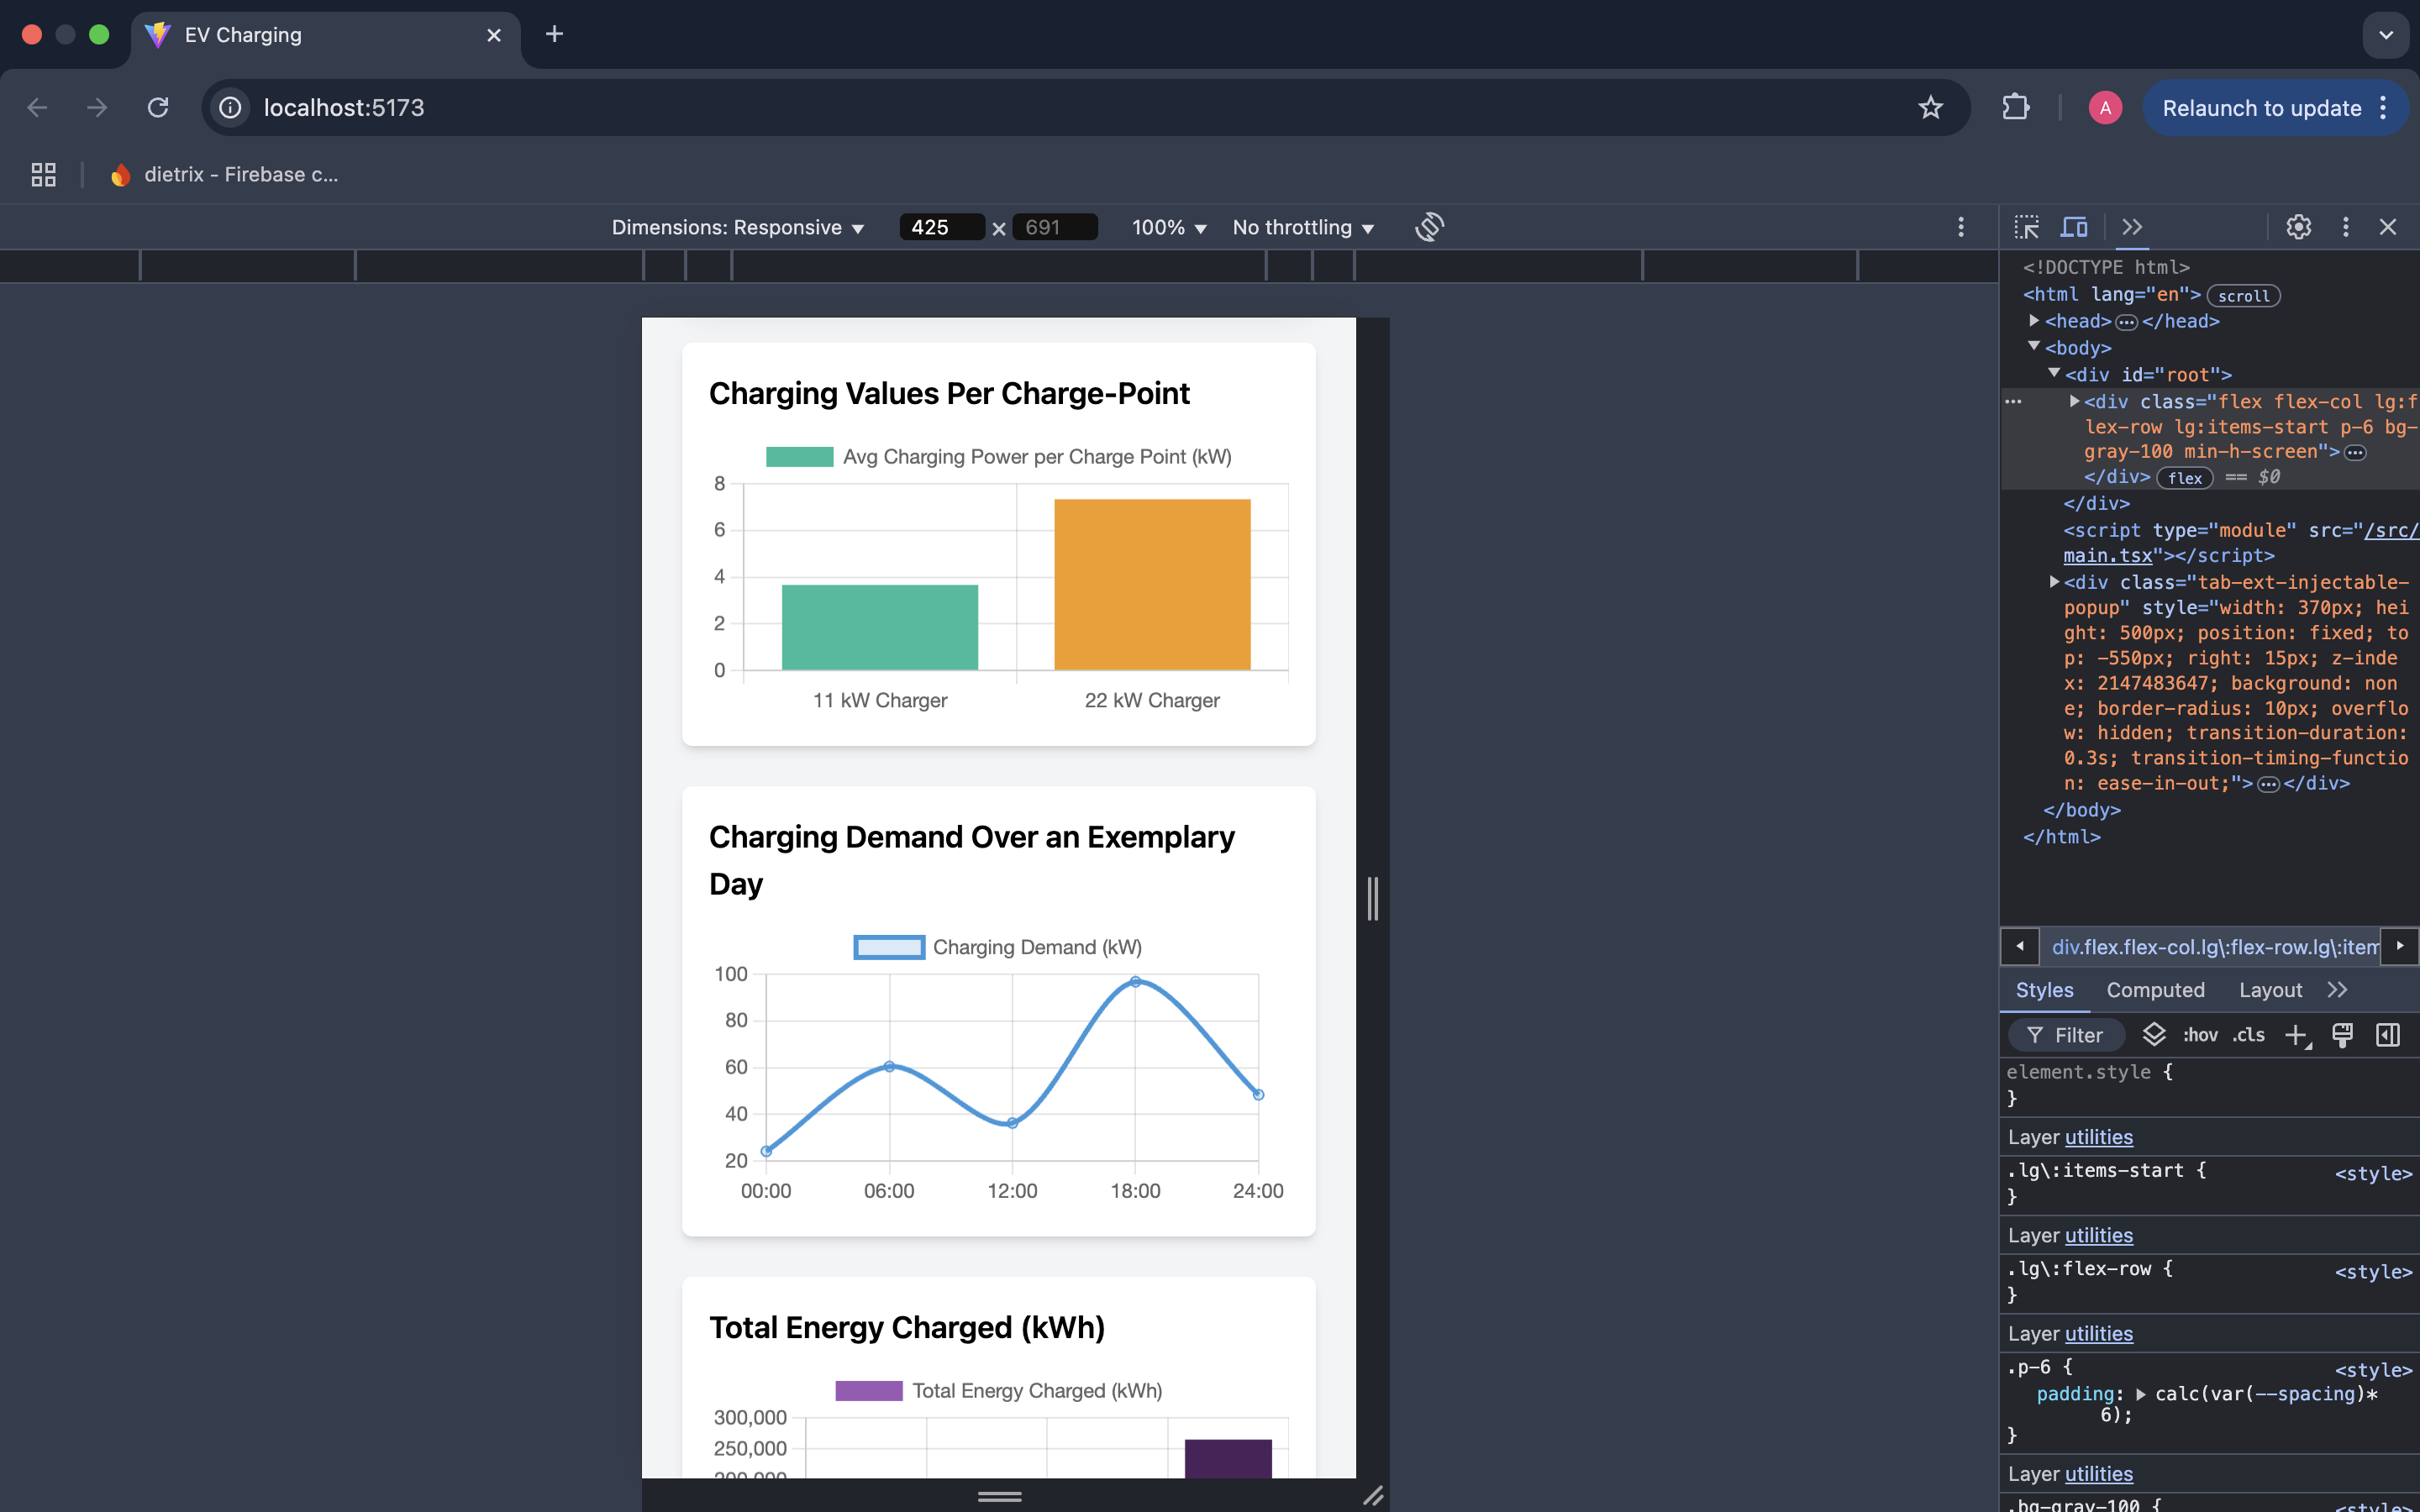 EV Charging
localhost:5173
A
Relaunch to update
dietrix - Firebase c...
Dimensions: Responsive
425 × 691
100%
No throttling
Charging Values Per Charge-Point
Avg Charging Power per Charge Point (kW)
8
6
4
2
0
11 kW Charger
22 kW Charger
Charging Demand Over an Exemplary
Day
Charging Demand (kW)
100
80
60
40
20
00:00
06:00
12:00
18:00
24:00
Total Energy Charged (kWh)
Total Energy Charged (kWh)
300,000
250,000
200,000
<!DOCTYPE html>
<html lang="en"> scroll
<head>…</head>
<body>
<div id="root">
<div class="flex flex-col lg:f
lex-row lg:items-start p-6 bg-
gray-100 min-h-screen">…
</div> flex == $0
</div>
<script type="module" src="/src/
main.tsx"></script>
<div class="tab-ext-injectable-
popup" style="width: 370px; hei
ght: 500px; position: fixed; to
p: -550px; right: 15px; z-inde
x: 2147483647; background: non
e; border-radius: 10px; overflo
w: hidden; transition-duration:
0.3s; transition-timing-functio
n: ease-in-out;">…</div>
</body>
</html>
div.flex.flex-col.lg\:flex-row.lg\:item
Styles
Computed
Layout
Filter
:hov
.cls
element.style {
}
Layer utilities
.lg\:items-start { <style>
}
Layer utilities
.lg\:flex-row { <style>
}
Layer utilities
.p-6 { <style>
padding: calc(var(--spacing)*
6);
}
Layer utilities
.bg-gray-100 { <style>